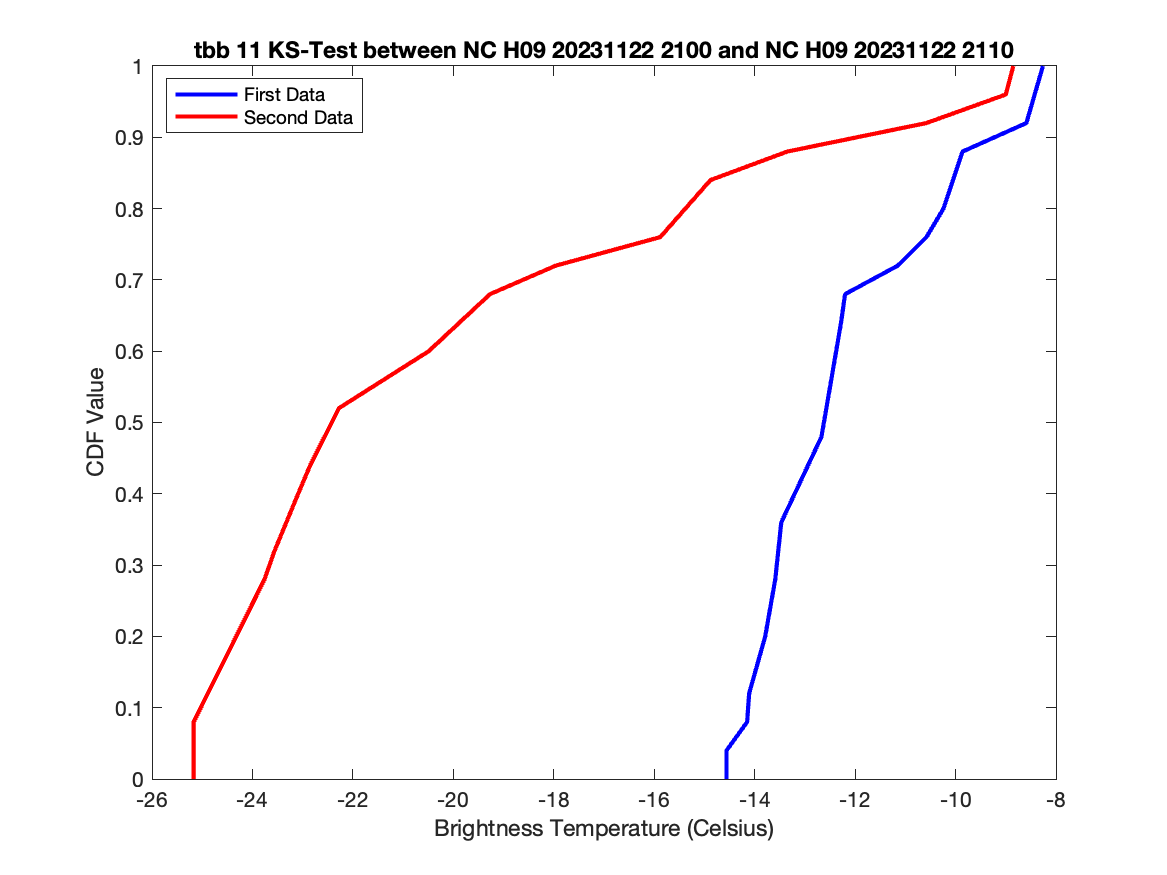 tbb 11 KS-Test between NC H09 20231122 2100 and NC H09 20231122 2110
First Data
Second Data
1
0.9
0.8
0.7
0.6
0.5
0.4
0.3
0.2
0.1
0
CDF Value
-26 -24 -22 -20 -18 -16 -14 -12 -10 -8
Brightness Temperature (Celsius)